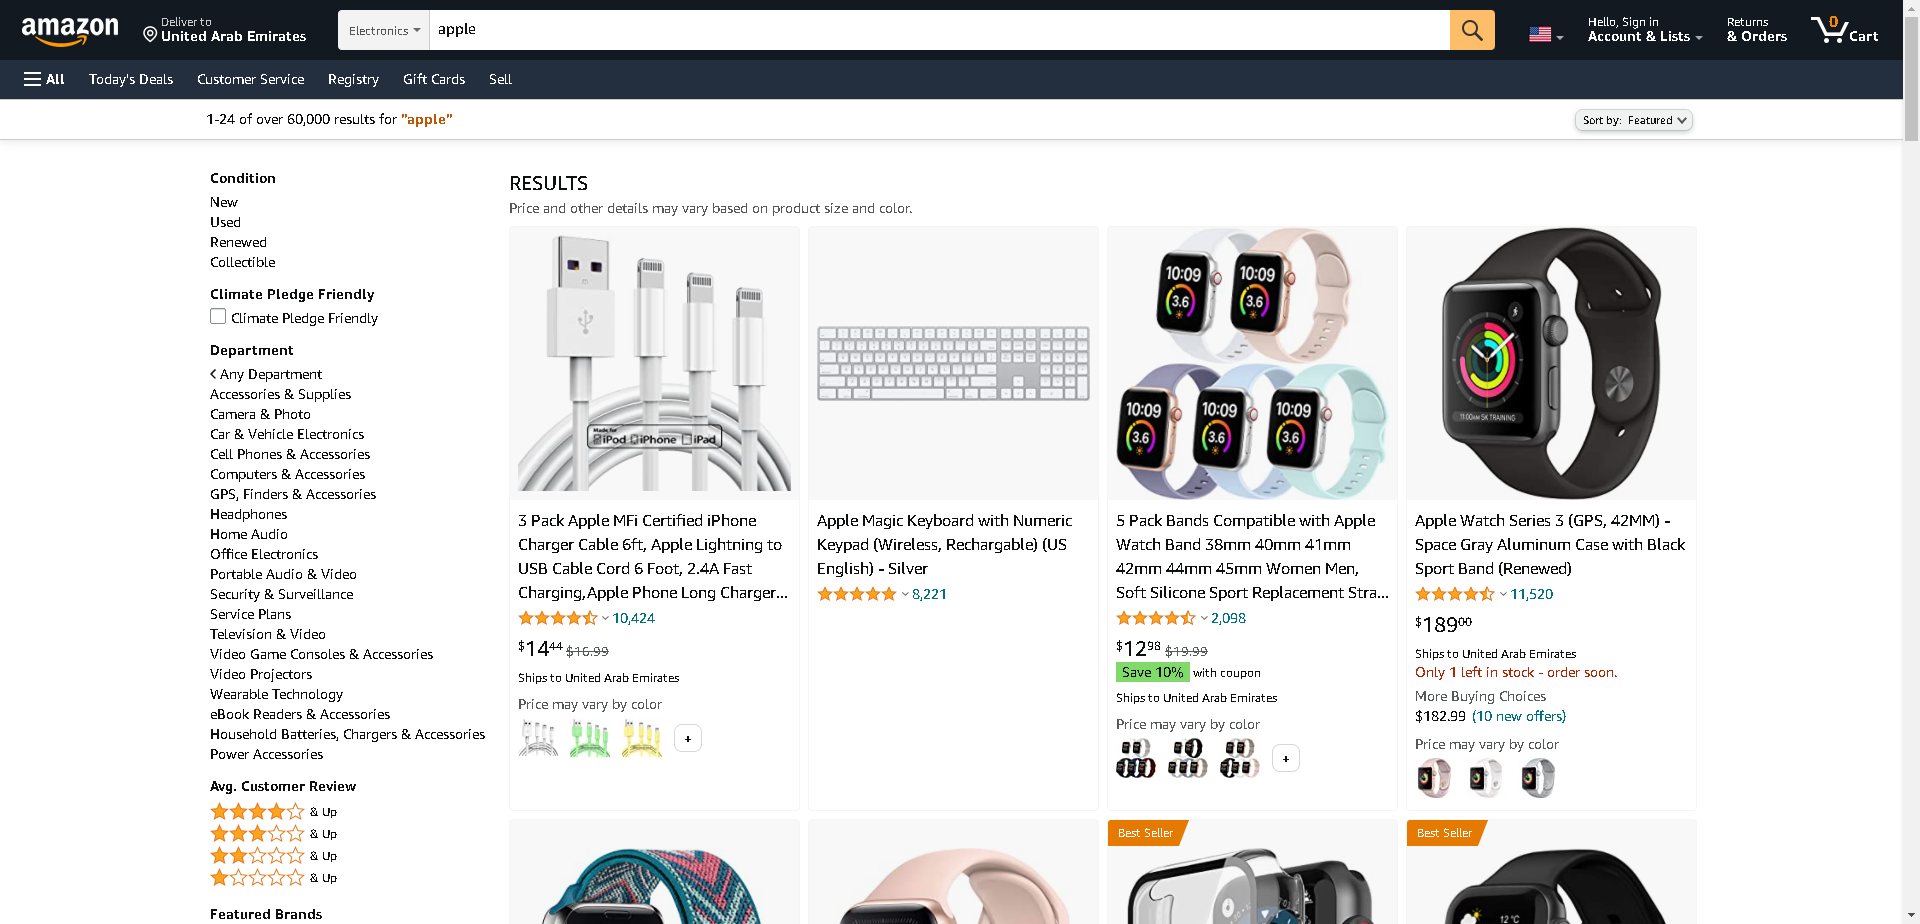 amazon
Deliver to
United Arab Emirates
Electronics
apple
Hello, Sign in
Account & Lists
Returns
& Orders
0
Cart
All
Today's Deals
Customer Service
Registry
Gift Cards
Sell
1-24 of over 60,000 results for "apple"
Sort by: Featured
Condition
New
Used
Renewed
Collectible
Climate Pledge Friendly
Climate Pledge Friendly
Department
Any Department
Accessories & Supplies
Camera & Photo
Car & Vehicle Electronics
Cell Phones & Accessories
Computers & Accessories
GPS, Finders & Accessories
Headphones
Home Audio
Office Electronics
Portable Audio & Video
Security & Surveillance
Service Plans
Television & Video
Video Game Consoles & Accessories
Video Projectors
Wearable Technology
eBook Readers & Accessories
Household Batteries, Chargers & Accessories
Power Accessories
Avg. Customer Review
& Up
& Up
& Up
& Up
Featured Brands
RESULTS
Price and other details may vary based on product size and color.
Made for
iPod iPhone iPad
3 Pack Apple MFi Certified iPhone
Charger Cable 6ft, Apple Lightning to
USB Cable Cord 6 Foot, 2.4A Fast
Charging,Apple Phone Long Charger...
10,424
$1444 $16.99
Ships to United Arab Emirates
Price may vary by color
+
Apple Magic Keyboard with Numeric
Keypad (Wireless, Rechargable) (US
English) - Silver
8,221
10:09
3.6
10:09
3.6
10:09
3.6
10:09
3.6
10:09
3.6
5 Pack Bands Compatible with Apple
Watch Band 38mm 40mm 41mm
42mm 44mm 45mm Women Men,
Soft Silicone Sport Replacement Stra...
2,098
$1298 $19.99
Save 10% with coupon
Ships to United Arab Emirates
Price may vary by color
+
11:00AM 5K TRAINING
Apple Watch Series 3 (GPS, 42MM) -
Space Gray Aluminum Case with Black
Sport Band (Renewed)
11,520
$18900
Ships to United Arab Emirates
Only 1 left in stock - order soon.
More Buying Choices
$182.99 (10 new offers)
Price may vary by color
Best Seller
Best Seller
12°C